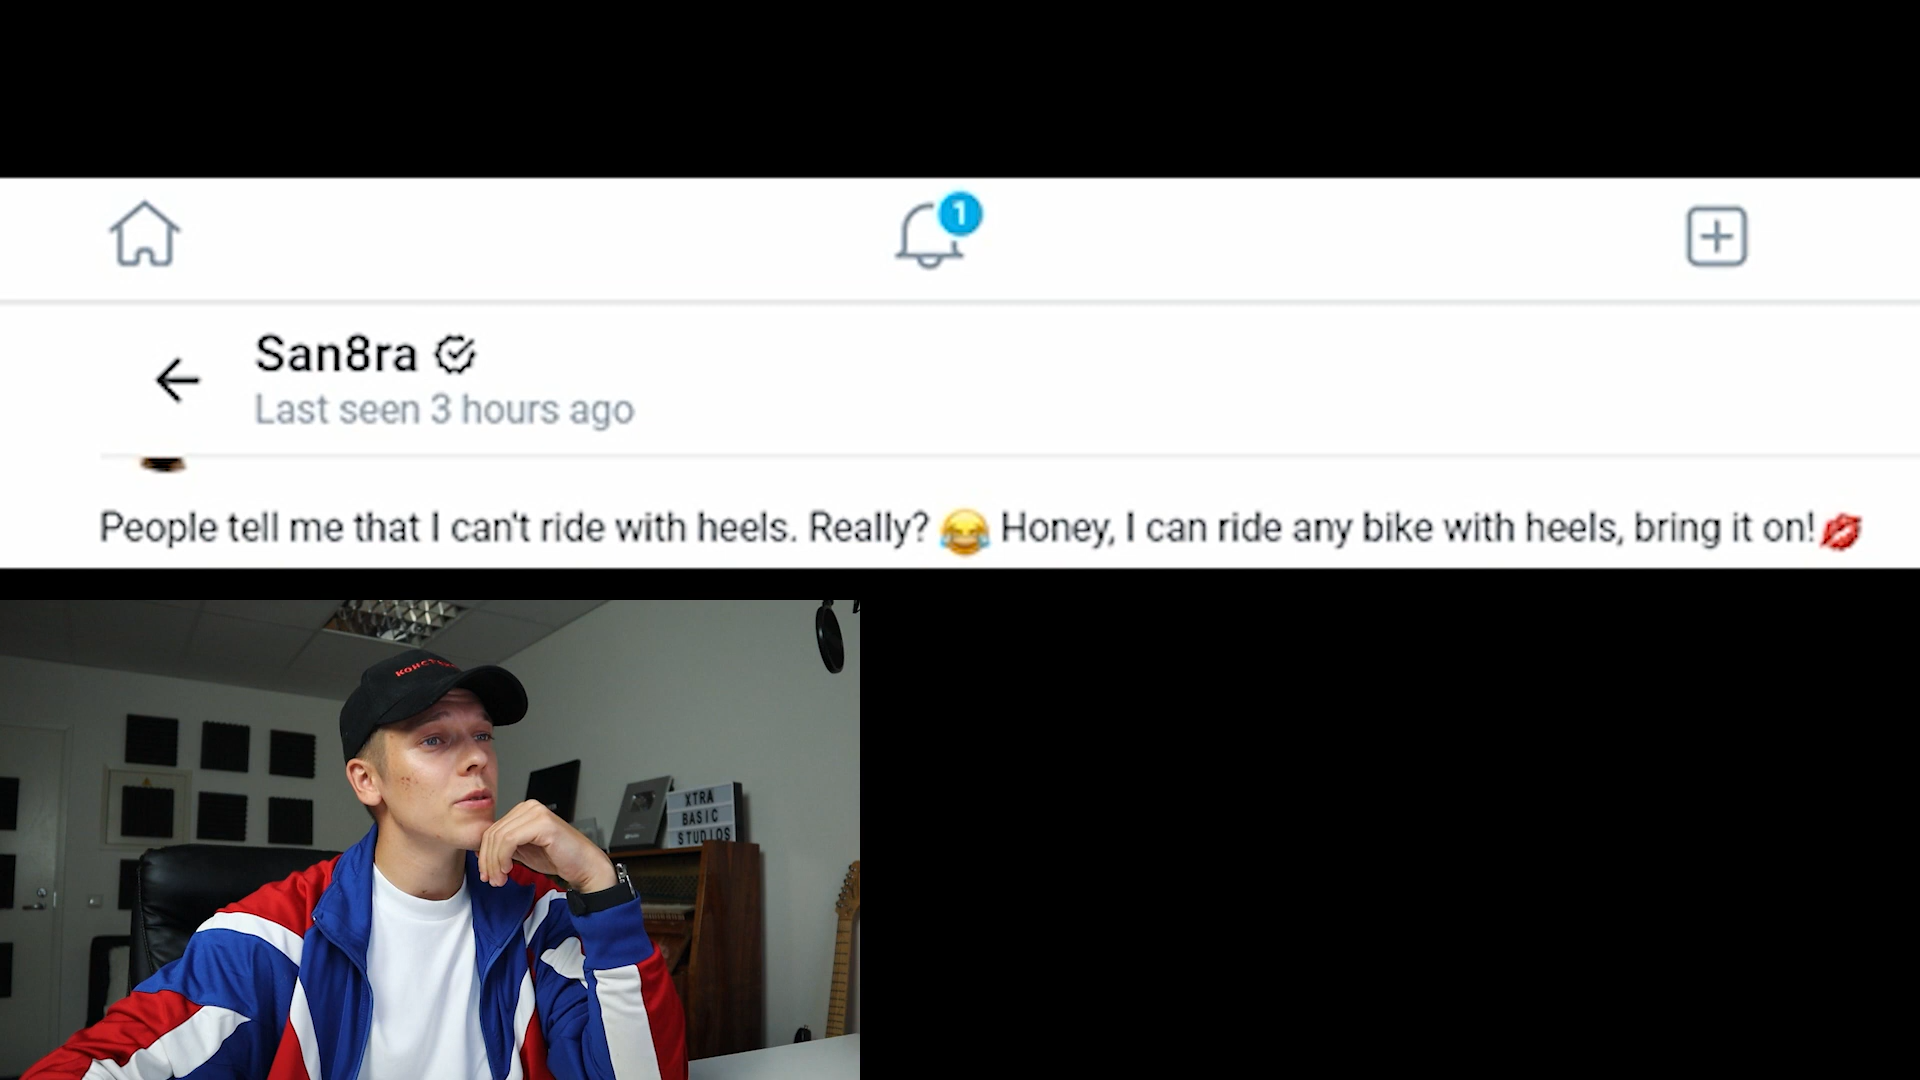 1
San8ra
Last seen 3 hours ago
People tell me that I can't ride with heels. Really? 😂 Honey, I can ride any bike with heels, bring it on!💋
XTRA
BASIC
STUDIOS